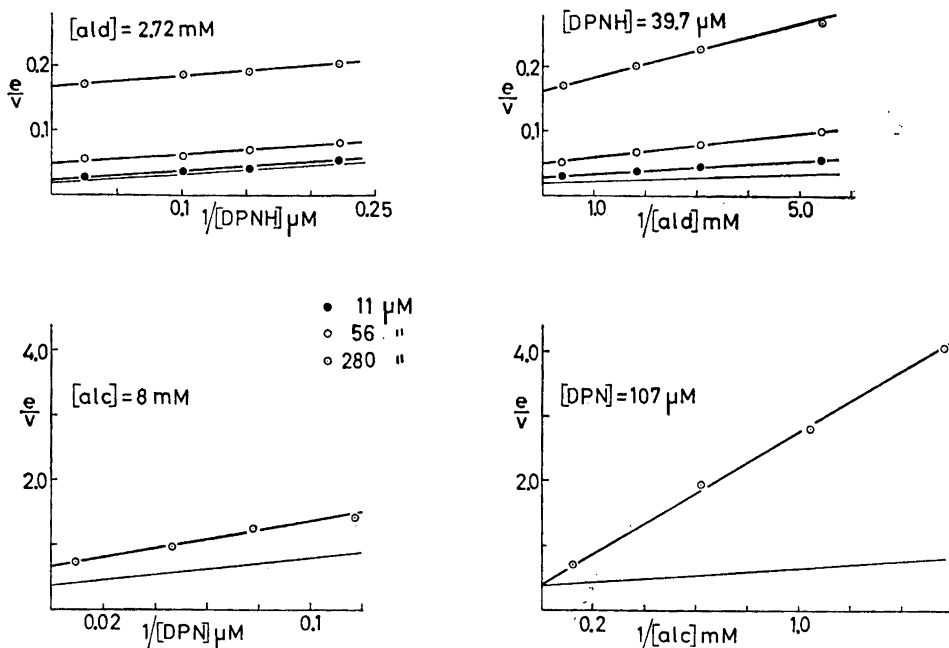 [ald] = 2.72 mM
0.2
e/v
0.1
0.1
0.25
1/[DPNH] µM
[DPNH] = 39.7 µM
0.2
e/v
0.1
1.0
5.0
1/[ald] mM
● 11 µM
○ 56 "
⊙ 280 "
4.0
[alc] = 8 mM
e/v
2.0
0.02
0.1
1/[DPN] µM
4.0
[DPN] = 107 µM
e/v
2.0
0.2
1.0
1/[alc] mM